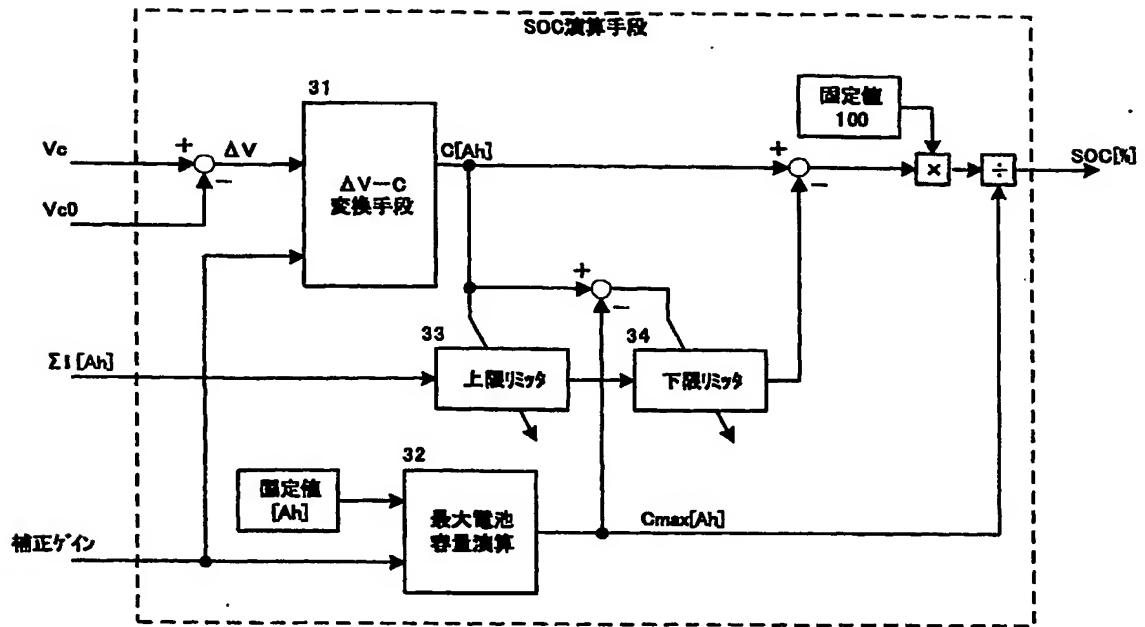 SOC演算手段
31
固定値
100
Vc
+
ΔV
−
Vc0
ΔV−C
変換手段
C[Ah]
+
−
×
÷
SOC[%]
+
−
33
34
ΣI[Ah]
上限リミッタ
下限リミッタ
32
固定値
[Ah]
最大電池
容量演算
Cmax[Ah]
補正ゲイン